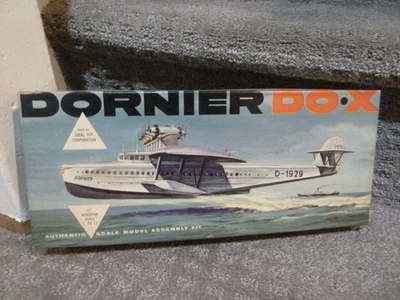 DORNIER DO·X
MADE BY
IDEAL TOY
CORPORATION
DORNIER
D-1929
AUTHENTIC SCALE MODEL ASSEMBLY KIT